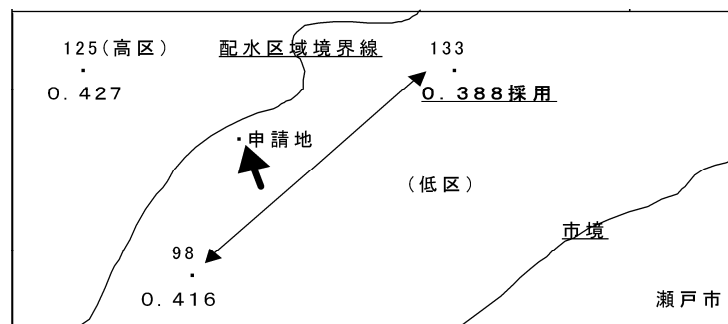 125(高区)
配水区域境界線
133
0.427
0.388採用
申請地
(低区)
市境
98
0.416
瀬戸市